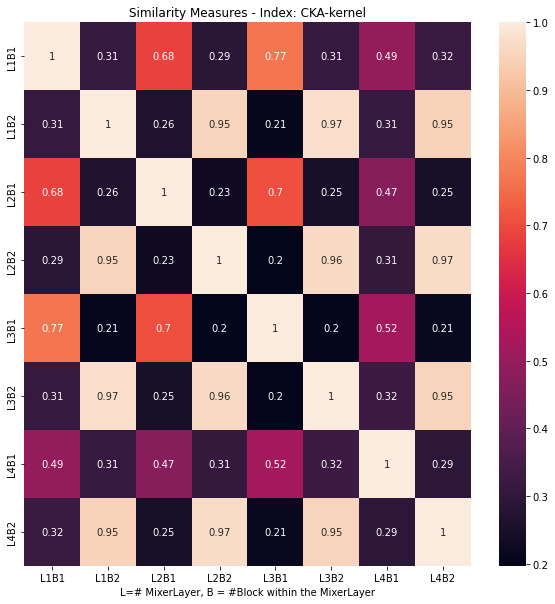 Similarity Measures - Index: CKA-kernel
L1B1 1 0.31 0.68 0.29 0.77 0.31 0.49 0.32
L1B2 0.31 1 0.26 0.95 0.21 0.97 0.31 0.95
L2B1 0.68 0.26 1 0.23 0.7 0.25 0.47 0.25
L2B2 0.29 0.95 0.23 1 0.2 0.96 0.31 0.97
L3B1 0.77 0.21 0.7 0.2 1 0.2 0.52 0.21
L3B2 0.31 0.97 0.25 0.96 0.2 1 0.32 0.95
L4B1 0.49 0.31 0.47 0.31 0.52 0.32 1 0.29
L4B2 0.32 0.95 0.25 0.97 0.21 0.95 0.29 1
L1B1 L1B2 L2B1 L2B2 L3B1 L3B2 L4B1 L4B2
L=# MixerLayer, B = #Block within the MixerLayer
1.0
0.9
0.8
0.7
0.6
0.5
0.4
0.3
0.2